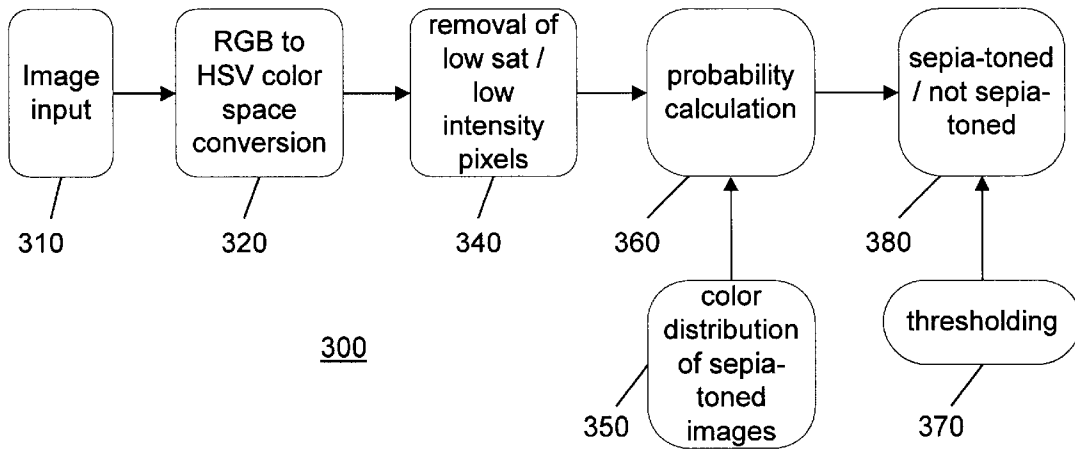 Image
input
RGB to
HSV color
space
conversion
removal of
low sat /
low
intensity
pixels
probability
calculation
sepia-toned
/ not sepia-
toned
310
320
340
360
380
300
color
distribution
of sepia-
toned
images
thresholding
350
370